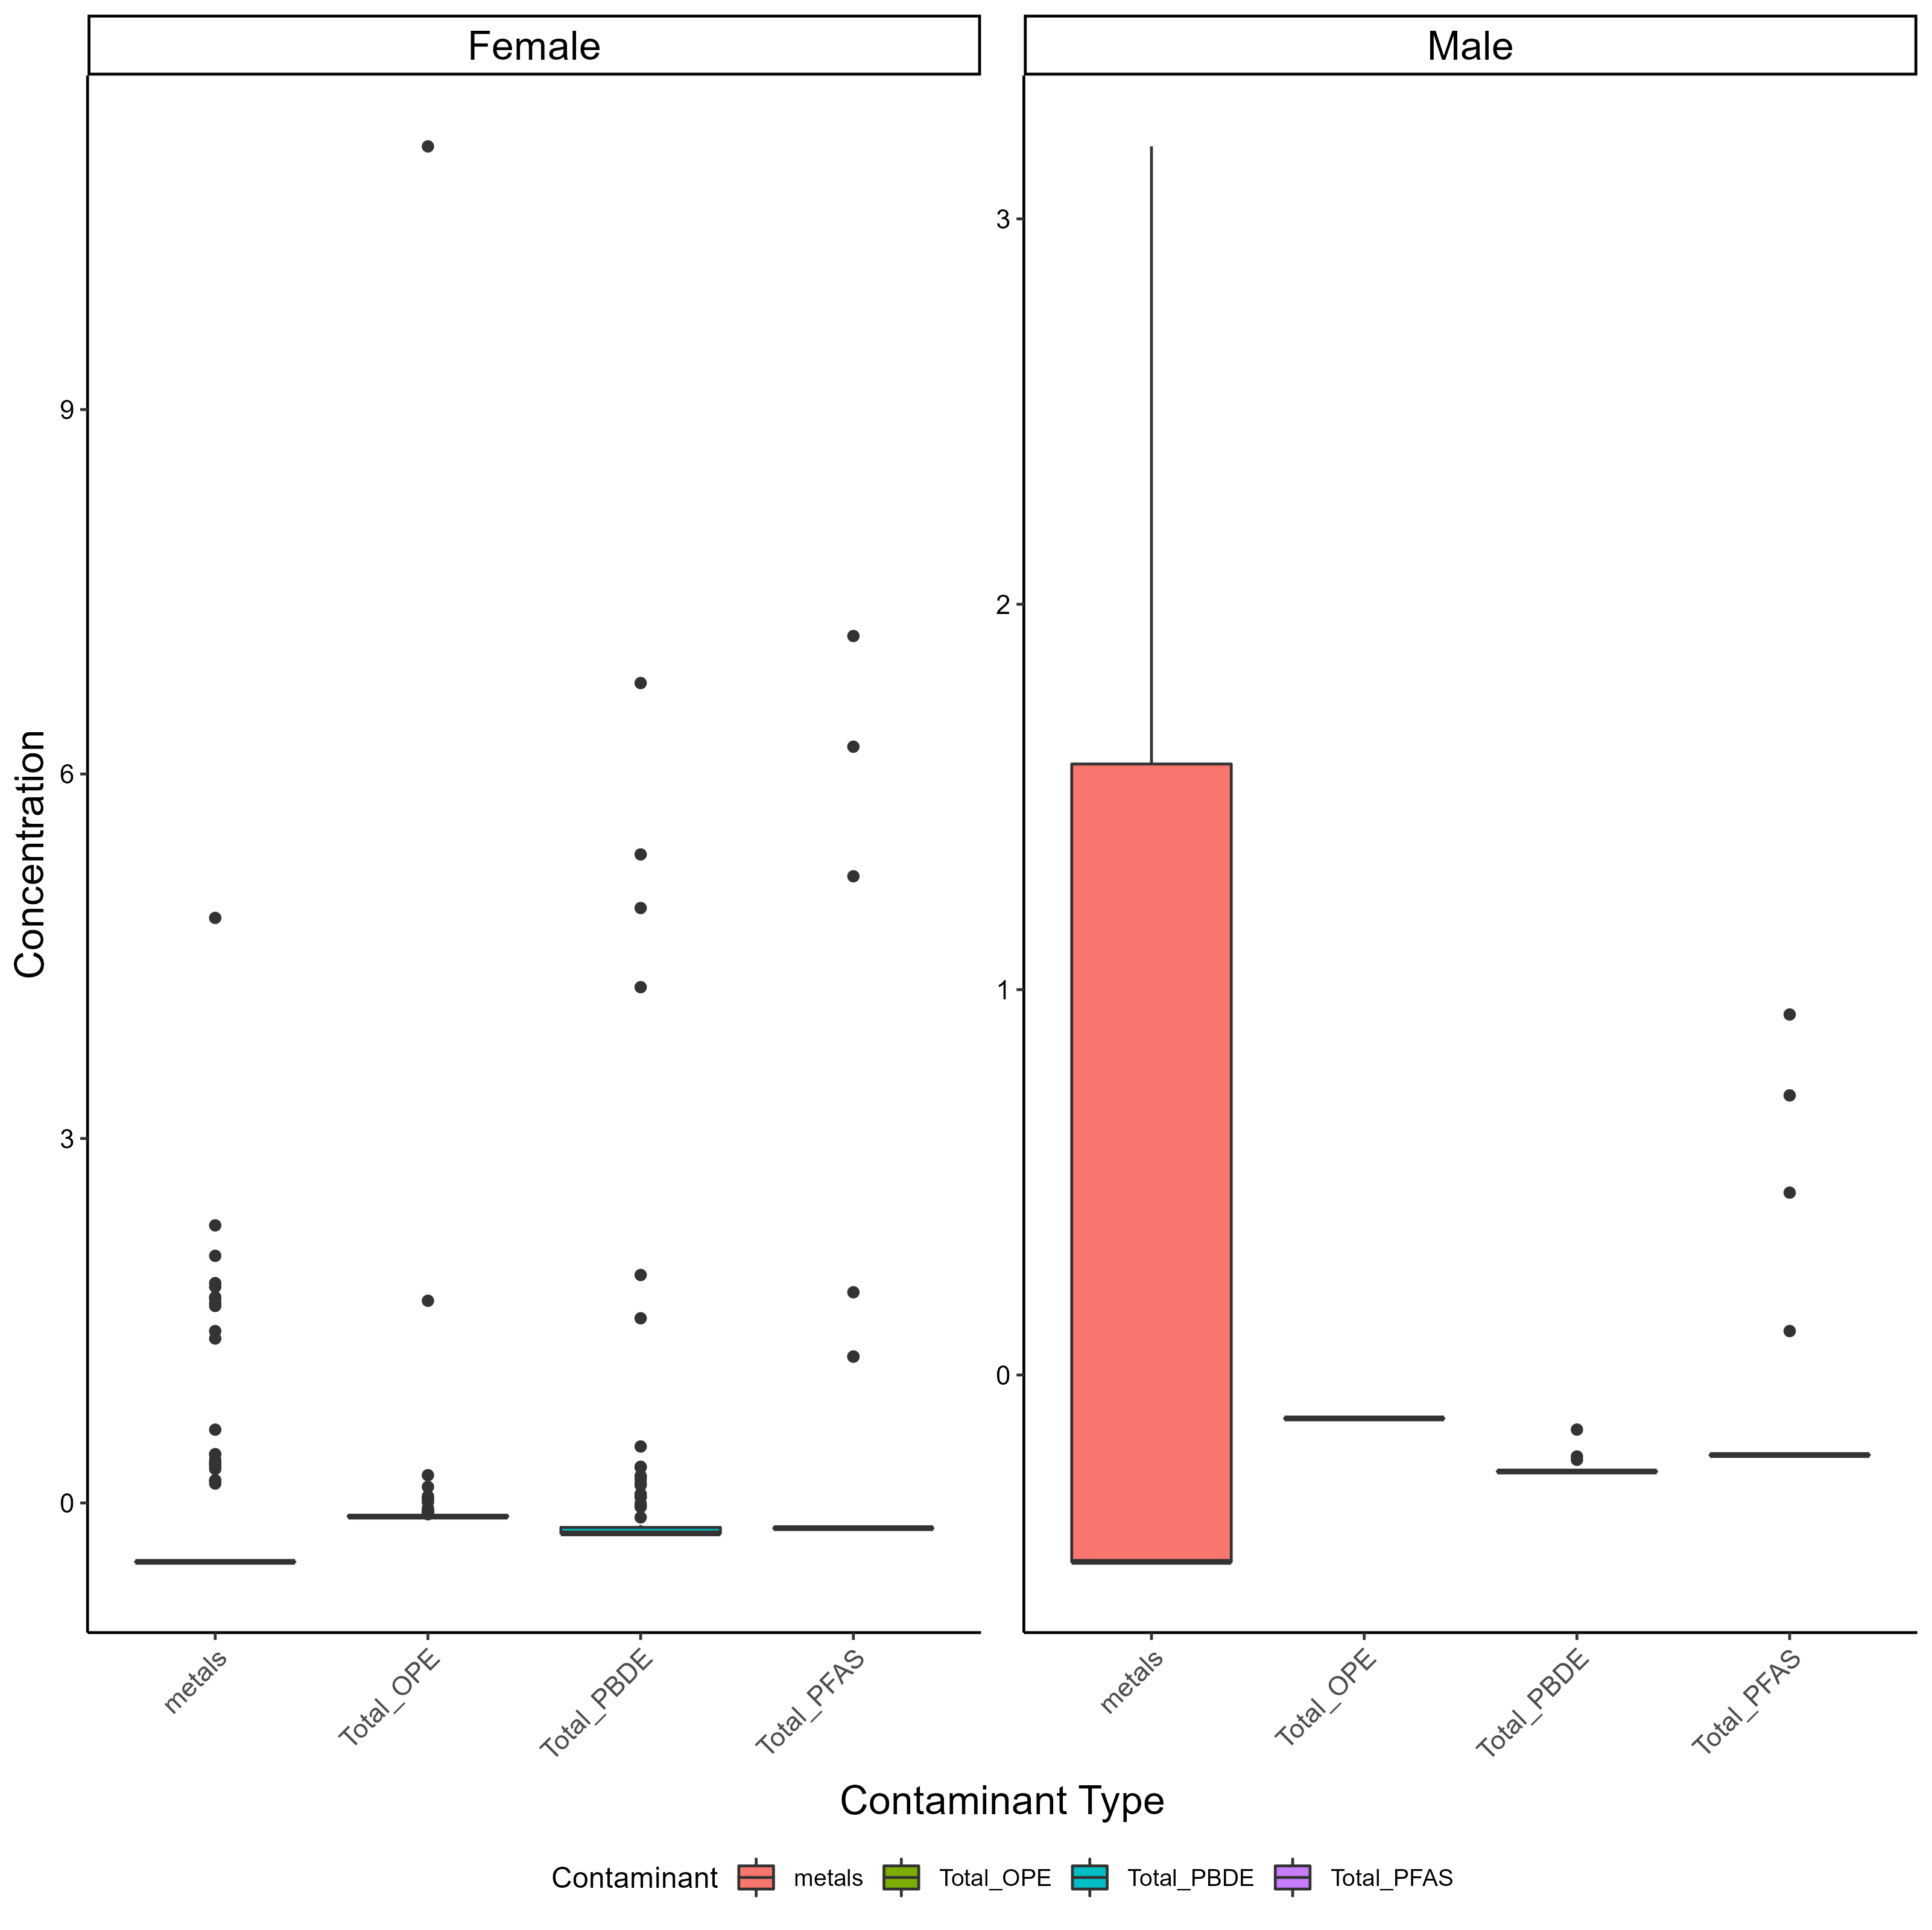 Female
Male
Concentration
9
6
3
0
3
2
1
0
metals
Total_OPE
Total_PBDE
Total_PFAS
metals
Total_OPE
Total_PBDE
Total_PFAS
Contaminant Type
Contaminant metals Total_OPE Total_PBDE Total_PFAS